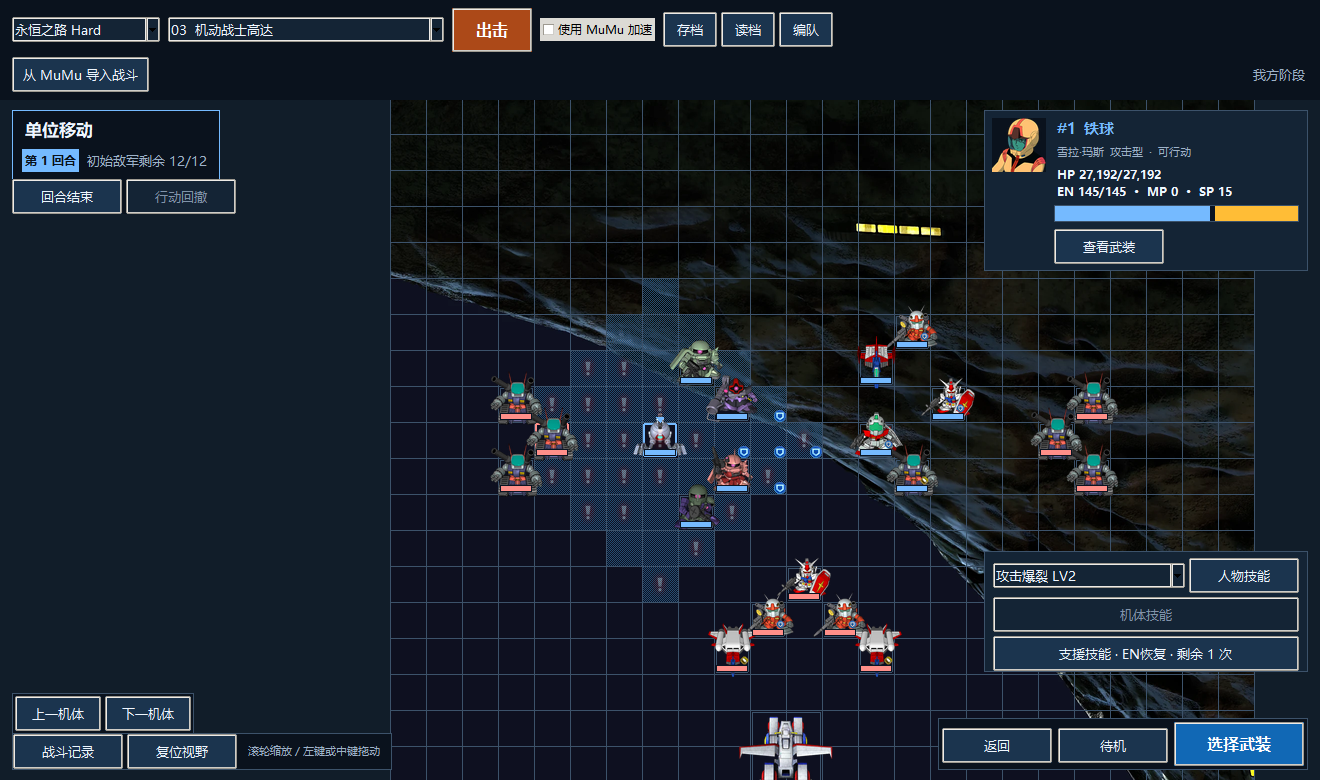 永恒之路 Hard
03 机动战士高达
出击
使用 MuMu 加速
存档
读档
编队
从 MuMu 导入战斗
我方阶段
单位移动
第 1 回合
初始敌军剩余 12/12
回合结束
行动回撤
#1 铁球
雪拉·玛斯 攻击型 · 可行动
HP 27,192/27,192
EN 145/145 • MP 0 • SP 15
查看武装
攻击爆裂 LV2
人物技能
机体技能
支援技能 · EN恢复 · 剩余 1 次
上一机体
下一机体
战斗记录
复位视野
滚轮缩放 / 左键或中键拖动
返回
待机
选择武装